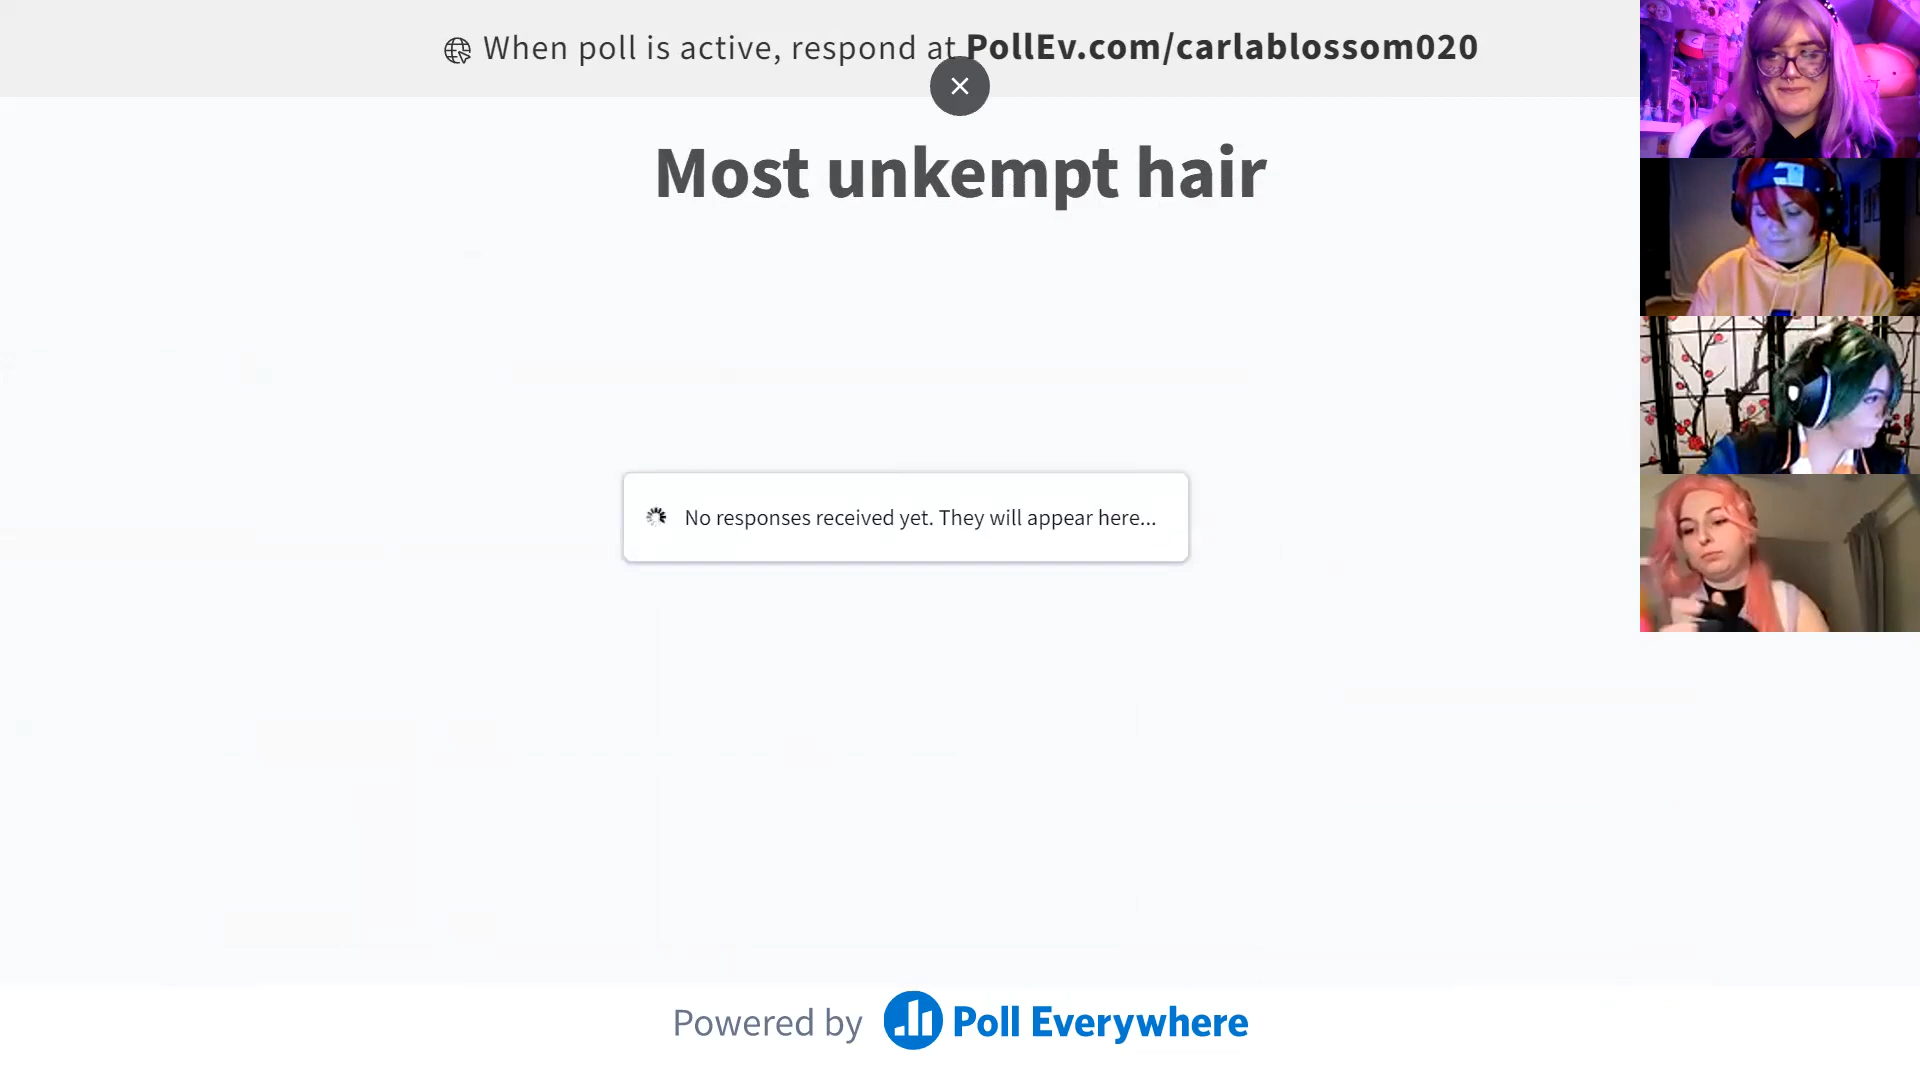 When poll is active, respond at PollEv.com/carlablossom020
Most unkempt hair
No responses received yet. They will appear here...
Powered by Poll Everywhere